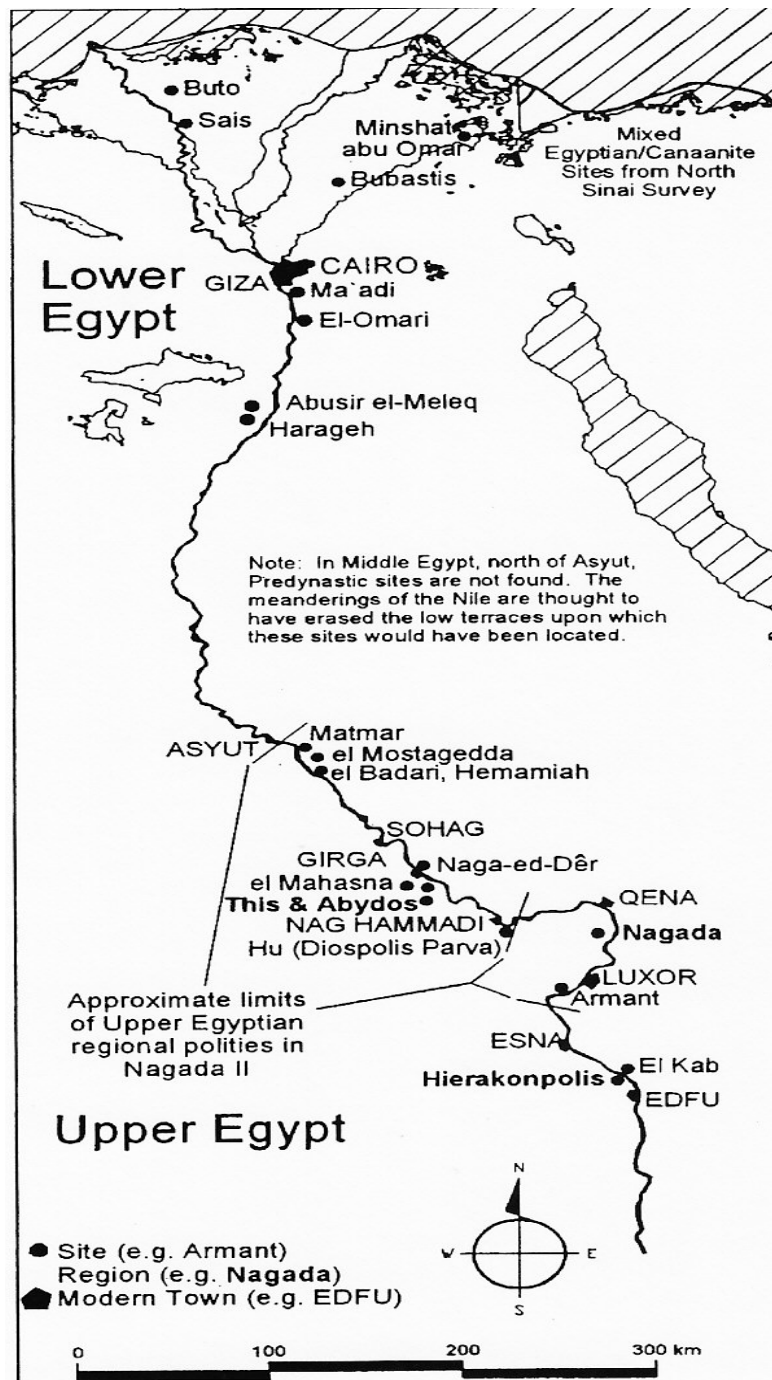 Buto
Sais
Minshat
abu Omar
Bubastis
Mixed
Egyptian/Canaanite
Sites from North
Sinai Survey
Lower
Egypt
GIZA
CAIRO
Ma`adi
El-Omari
Abusir el-Meleq
Harageh
Note: In Middle Egypt, north of Asyut,
Predynastic sites are not found. The
meanderings of the Nile are thought to
have erased the low terraces upon which
these sites would have been located.
ASYUT
Matmar
el Mostagedda
el Badari, Hemamiah
SOHAG
GIRGA
Naga-ed-Dêr
el Mahasna
This & Abydos
NAG HAMMADI
Hu (Diospolis Parva)
QENA
Nagada
LUXOR
Armant
Approximate limits
of Upper Egyptian
regional polities in
Nagada II
ESNA
El Kab
Hierakonpolis
EDFU
Upper Egypt
N
W E
S
Site (e.g. Armant)
Region (e.g. Nagada)
Modern Town (e.g. EDFU)
0 100 200 300 km